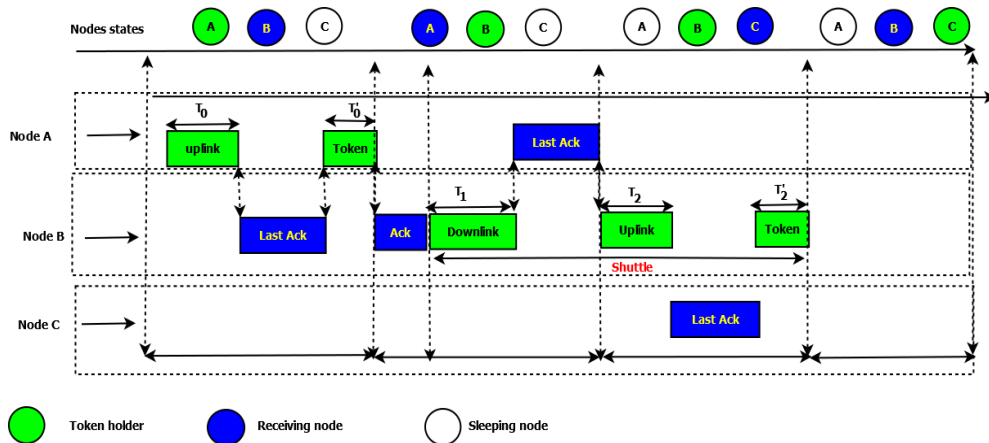 Nodes states
A B C A B C A B C A B C
T0 T'0
Node A
uplink Token Last Ack
T1 T2 T'2
Node B
Last Ack Ack Downlink Uplink Token
Shuttle
Node C
Last Ack
Token holder Receiving node Sleeping node